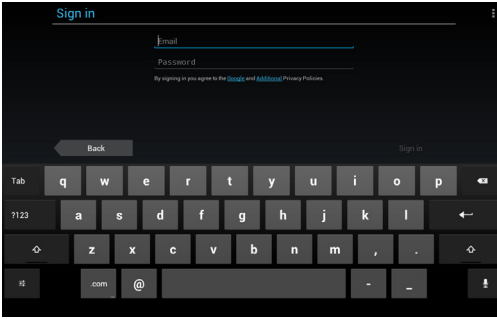 Sign in
Email
Password
By signing in you agree to the Google and Additional Privacy Policies.
Back
Sign in
Tab q w e r t y u i o p
?123 a s d f g h j k l
z x c v b n m , .
.com @ - _